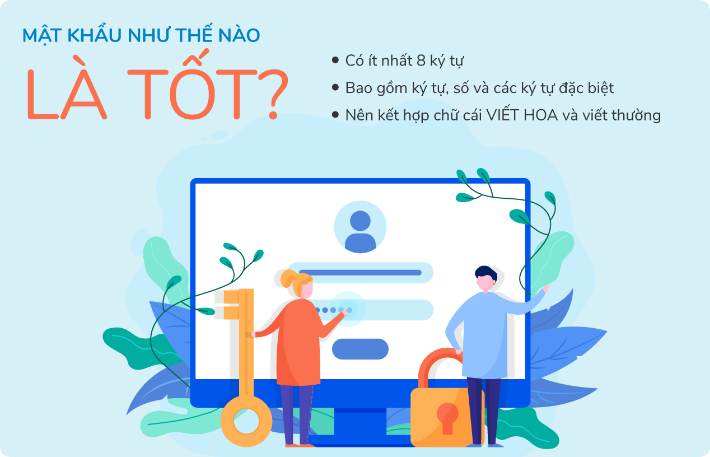 MẬT KHẨU NHƯ THẾ NÀO
LÀ TỐT?
• Có ít nhất 8 ký tự
• Bao gồm ký tự, số và các ký tự đặc biệt
• Nên kết hợp chữ cái VIẾT HOA và viết thường